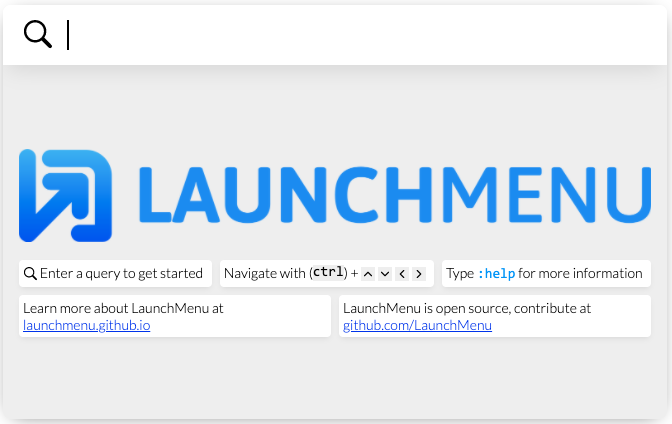 LAUNCHMENU
Enter a query to get started
Navigate with (ctrl) +
Type :help for more information
Learn more about LaunchMenu at
launchmenu.github.io
LaunchMenu is open source, contribute at
github.com/LaunchMenu